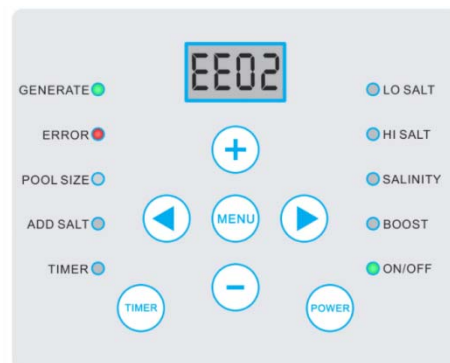 EE02
GENERATE
ERROR
POOL SIZE
ADD SALT
TIMER
LO SALT
HI SALT
SALINITY
BOOST
ON/OFF
+
MENU
−
TIMER
POWER